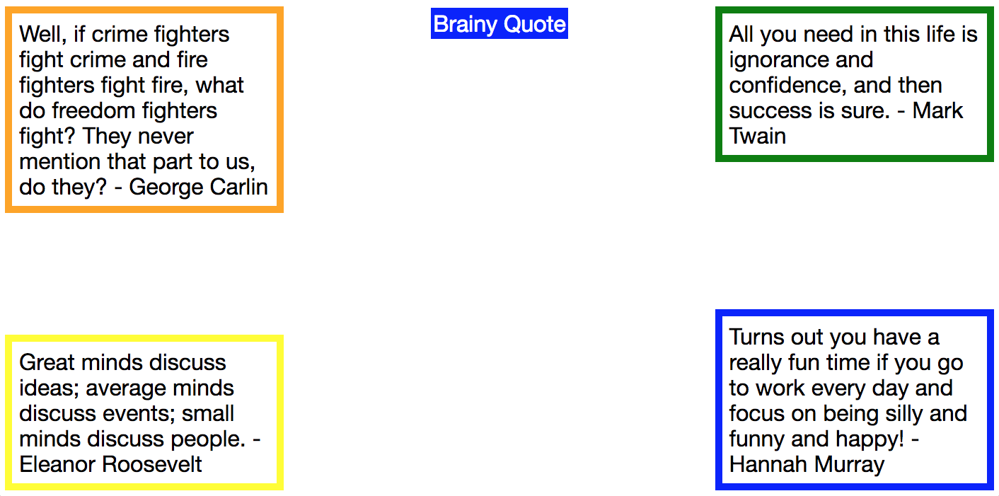 Well, if crime fighters
fight crime and fire
fighters fight fire, what
do freedom fighters
fight? They never
mention that part to us,
do they? - George Carlin
Brainy Quote
All you need in this life is
ignorance and
confidence, and then
success is sure. - Mark
Twain
Great minds discuss
ideas; average minds
discuss events; small
minds discuss people. -
Eleanor Roosevelt
Turns out you have a
really fun time if you go
to work every day and
focus on being silly and
funny and happy! -
Hannah Murray